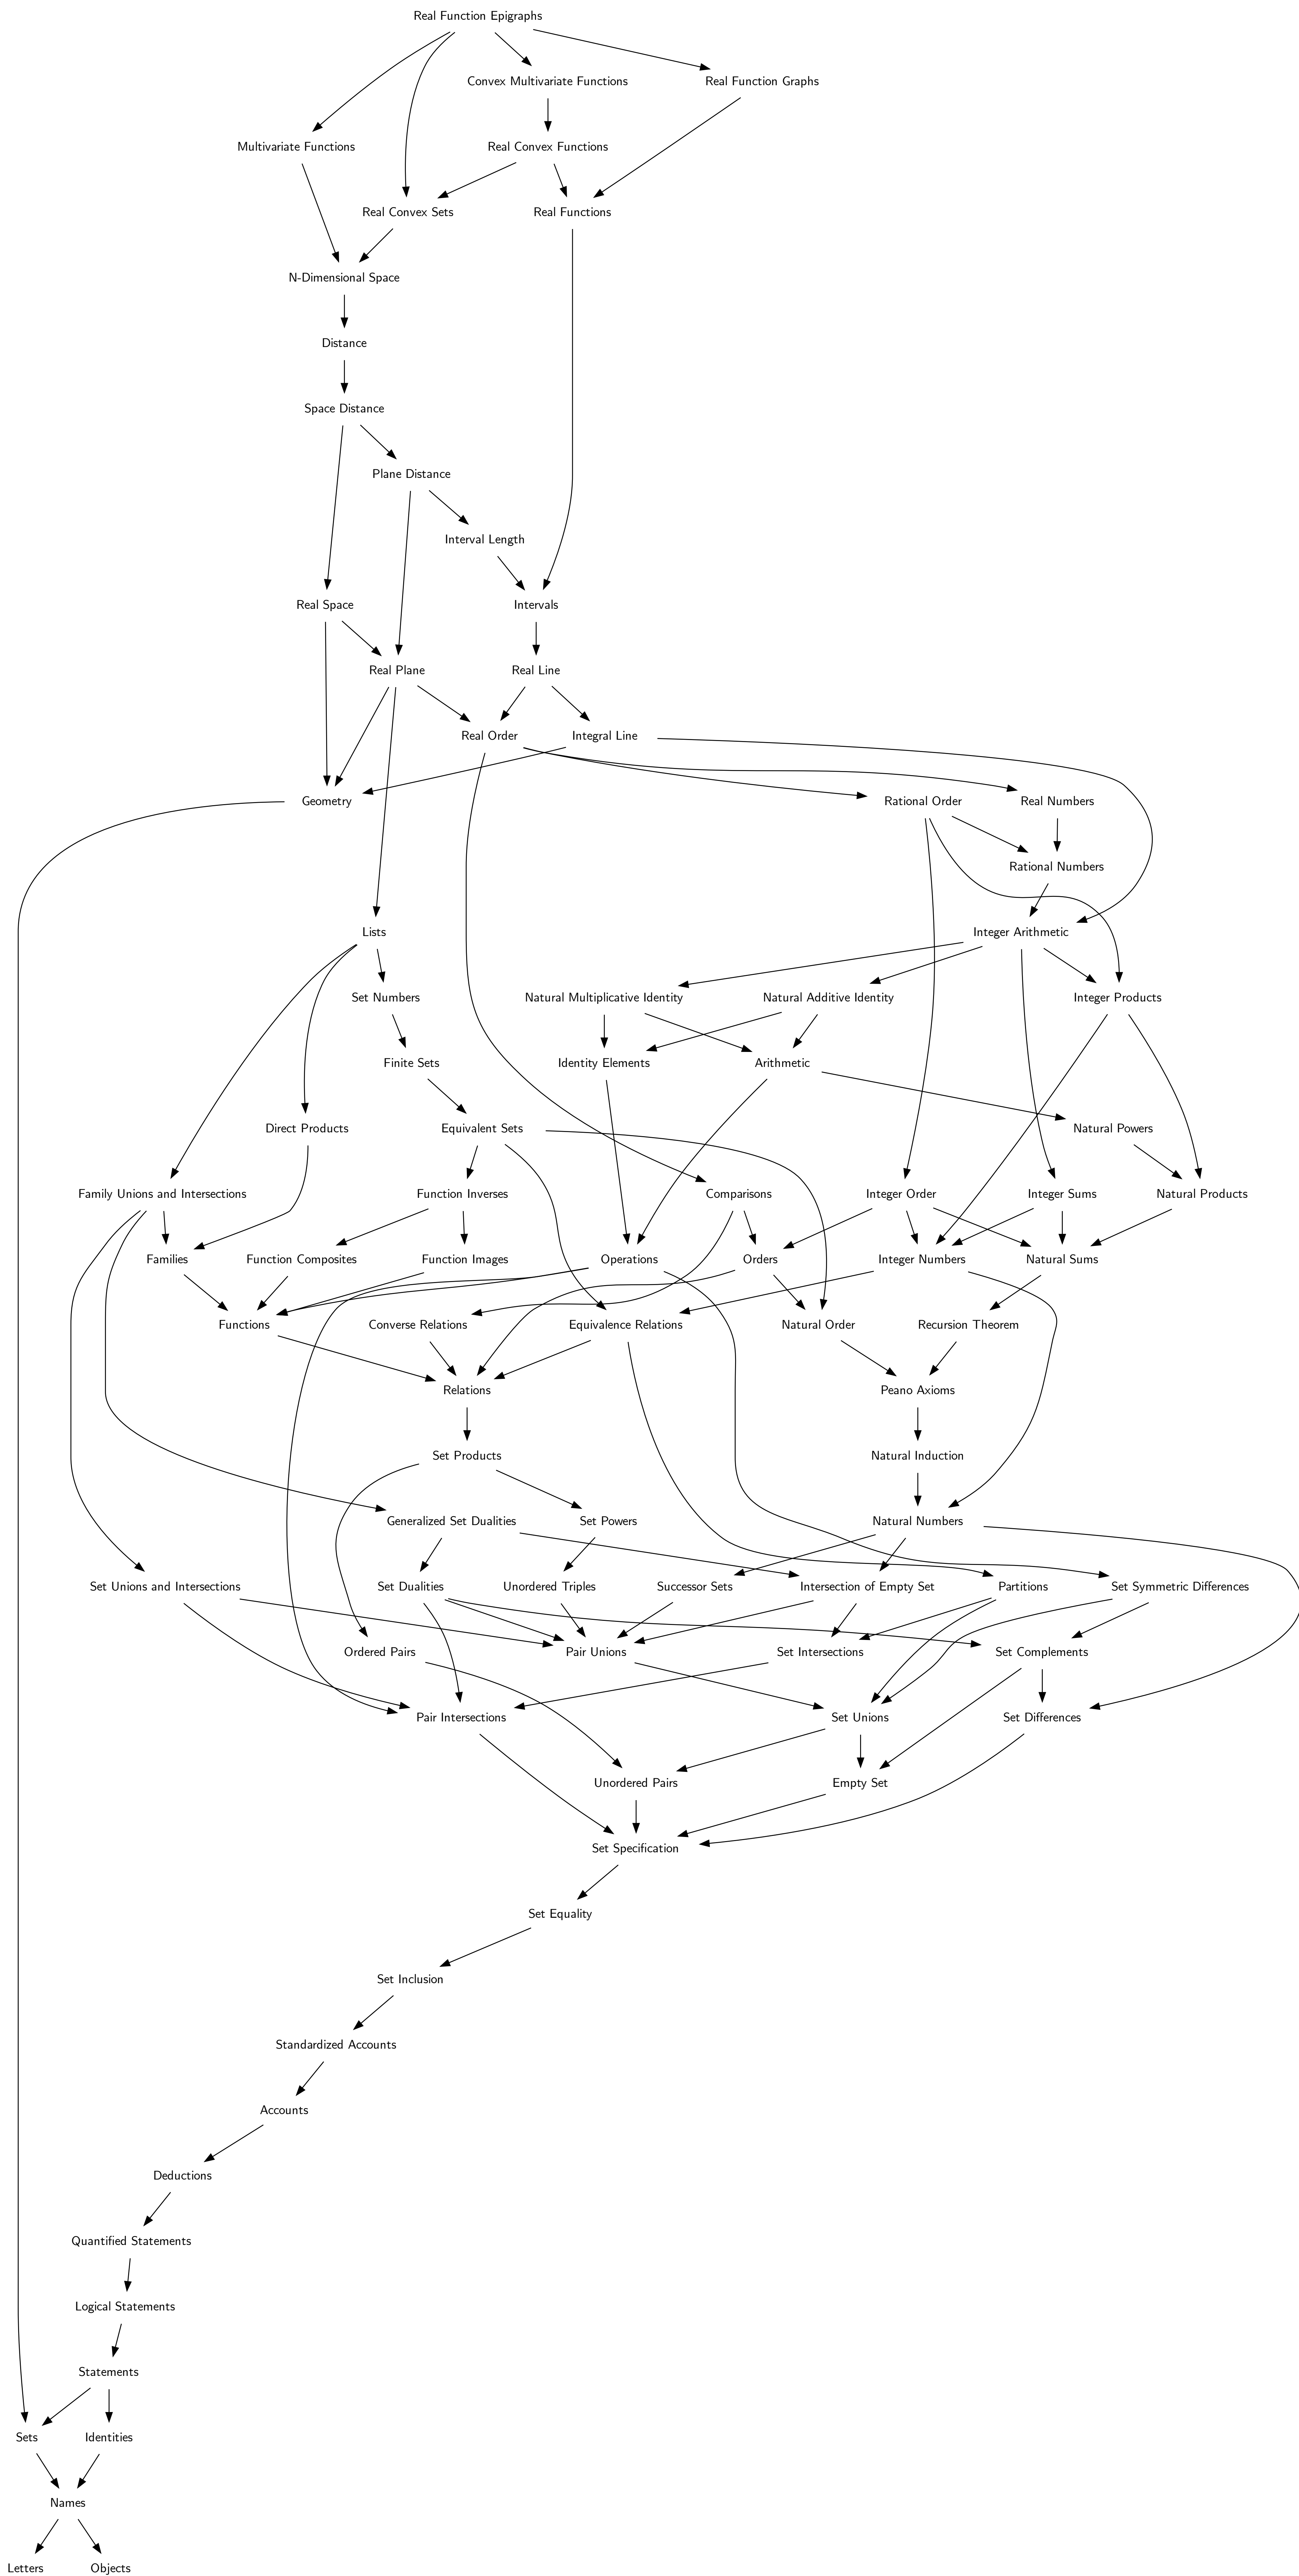 Real Function Epigraphs
Convex Multivariate Functions
Real Function Graphs
Multivariate Functions
Real Convex Functions
Real Convex Sets
Real Functions
N-Dimensional Space
Distance
Space Distance
Plane Distance
Interval Length
Real Space
Intervals
Real Plane
Real Line
Real Order
Integral Line
Geometry
Rational Order
Real Numbers
Rational Numbers
Lists
Integer Arithmetic
Set Numbers
Natural Multiplicative Identity
Natural Additive Identity
Integer Products
Finite Sets
Identity Elements
Arithmetic
Direct Products
Equivalent Sets
Natural Powers
Family Unions and Intersections
Function Inverses
Comparisons
Integer Order
Integer Sums
Natural Products
Families
Function Composites
Function Images
Operations
Orders
Integer Numbers
Natural Sums
Functions
Converse Relations
Equivalence Relations
Natural Order
Recursion Theorem
Relations
Peano Axioms
Set Products
Natural Induction
Generalized Set Dualities
Set Powers
Natural Numbers
Set Unions and Intersections
Set Dualities
Unordered Triples
Successor Sets
Intersection of Empty Set
Partitions
Set Symmetric Differences
Ordered Pairs
Pair Unions
Set Intersections
Set Complements
Pair Intersections
Set Unions
Set Differences
Unordered Pairs
Empty Set
Set Specification
Set Equality
Set Inclusion
Standardized Accounts
Accounts
Deductions
Quantified Statements
Logical Statements
Statements
Sets
Identities
Names
Letters
Objects